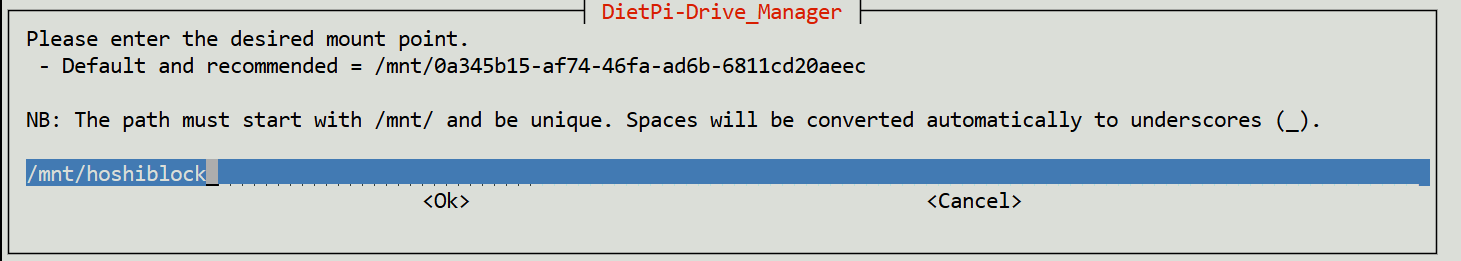 DietPi-Drive_Manager
Please enter the desired mount point.
- Default and recommended = /mnt/0a345b15-af74-46fa-ad6b-6811cd20aeec
NB: The path must start with /mnt/ and be unique. Spaces will be converted automatically to underscores (_).
/mnt/hoshiblock
<Ok> <Cancel>